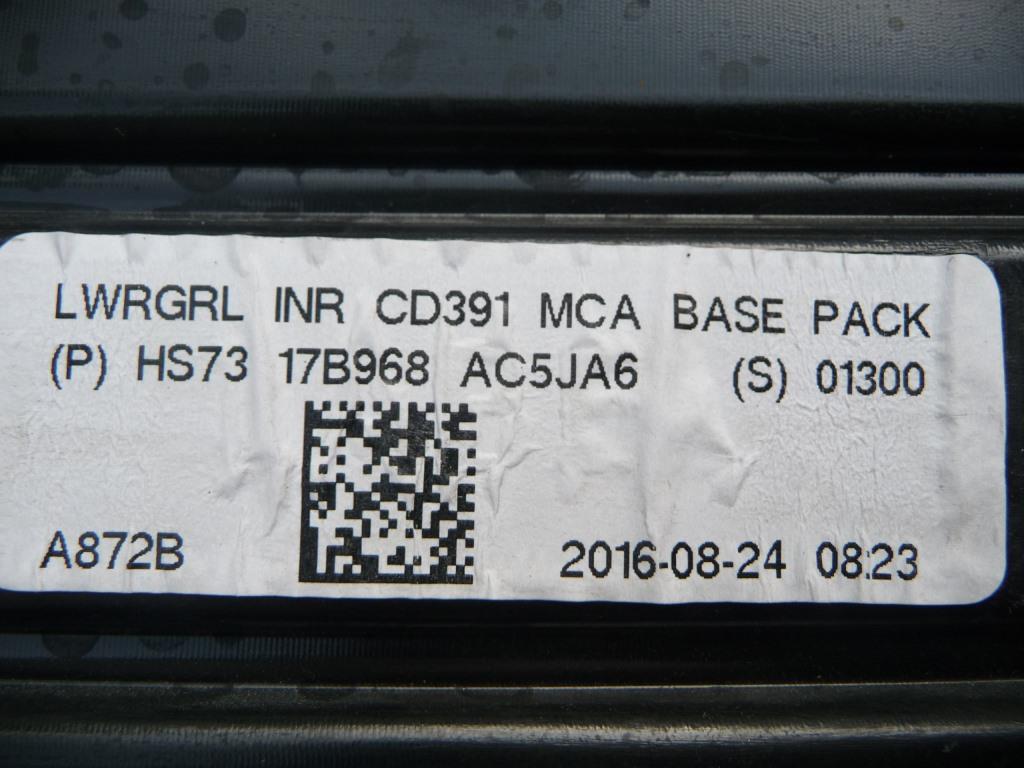 LWRGRL INR CD391 MCA BASE PACK
(P) HS73 17B968 AC5JA6 (S) 01300
A872B 2016-08-24 08:23